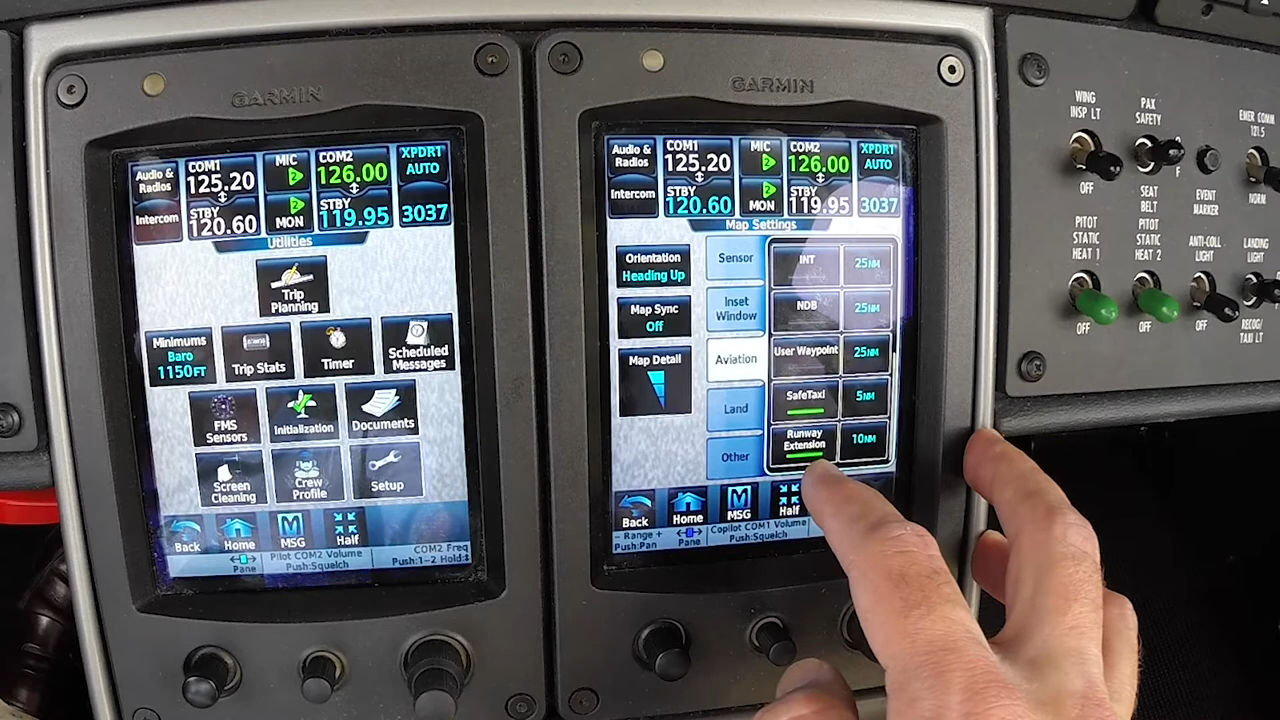 GARMIN
Audio &
Radios
Intercom
COM1
125.20
STBY
120.60
MIC
MON
COM2
126.00
STBY
119.95
XPDR1
AUTO
3037
Utilities
Trip
Planning
Minimums
Baro
1150FT
Trip Stats
Timer
Scheduled
Messages
FMS
Sensors
Initialization
Documents
Screen
Cleaning
Crew
Profile
Setup
Back
Home
MSG
Half
Pane
Pilot COM2 Volume
Push:Squelch
COM2 Freq
Push:1-2 Hold:
GARMIN
Audio &
Radios
Intercom
COM1
125.20
STBY
120.60
MIC
MON
COM2
126.00
STBY
119.95
XPDR1
AUTO
3037
Map Settings
Orientation
Heading Up
Map Sync
Off
Map Detail
Sensor
Inset
Window
Aviation
Land
Other
INT
25NM
NDB
25NM
User Waypoint
25NM
SafeTaxi
5NM
Runway
Extension
10NM
Back
Home
MSG
Half
- Range +
Push:Pan
Pane
Copilot COM1 Volume
Push:Squelch
WING
INSP LT
OFF
PAX
SAFETY
F
SEAT
BELT
EVENT
MARKER
EMER COMM
121.5
NORM
PITOT
STATIC
HEAT 1
OFF
PITOT
STATIC
HEAT 2
OFF
ANTI-COLL
LIGHT
OFF
LANDING
LIGHT
RECOG/
TAXI LT